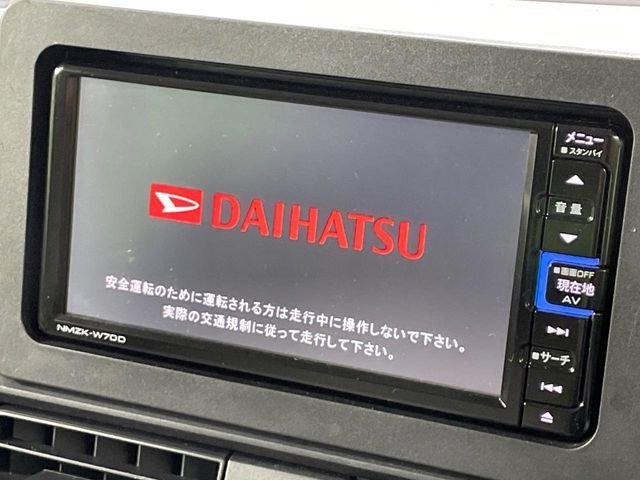 DAIHATSU
安全運転のために運転される方は走行中に操作しないで下さい。
実際の交通規制に従って走行して下さい。
NMZK-W70D
メニュー
スタンバイ
音量
画面OFF
現在地
AV
サーチ